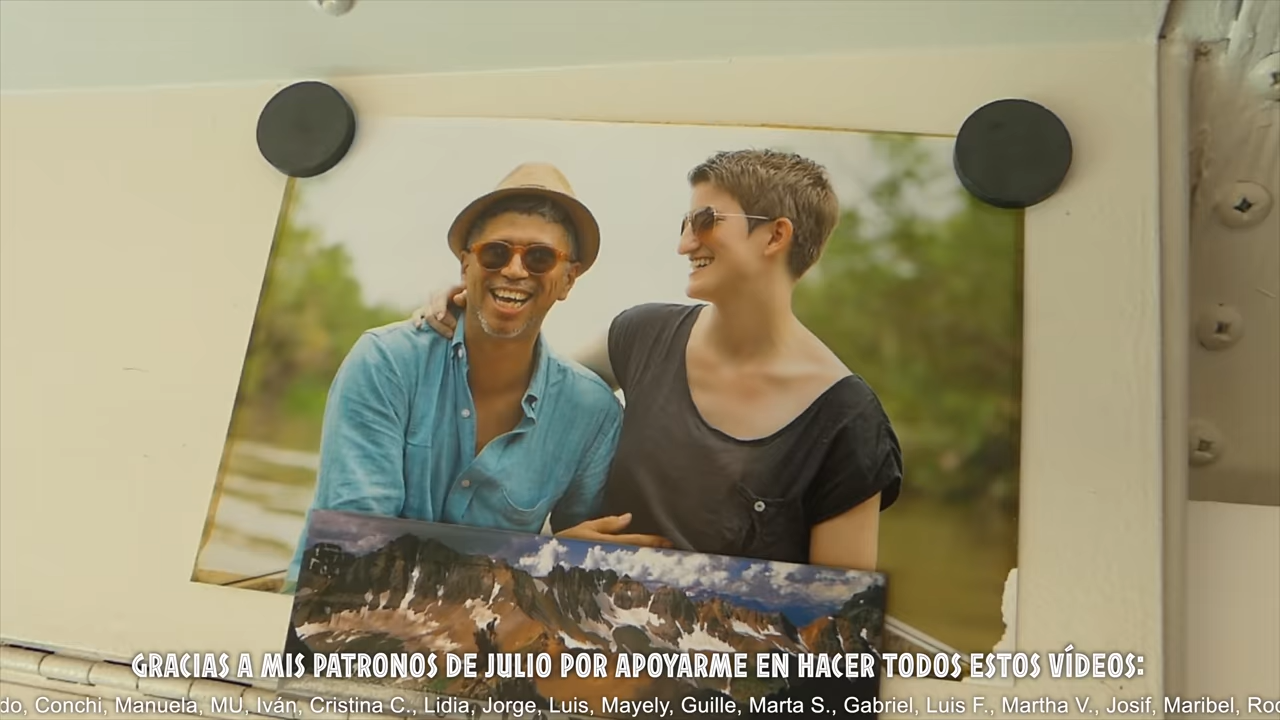 GRACIAS A MIS PATRONOS DE JULIO POR APOYARME EN HACER TODOS ESTOS VÍDEOS:
Conchi, Manuela, MU, Iván, Cristina C., Lidia, Jorge, Luis, Mayely, Guille, Marta S., Gabriel, Luis F., Martha V., Josif, Maribel,